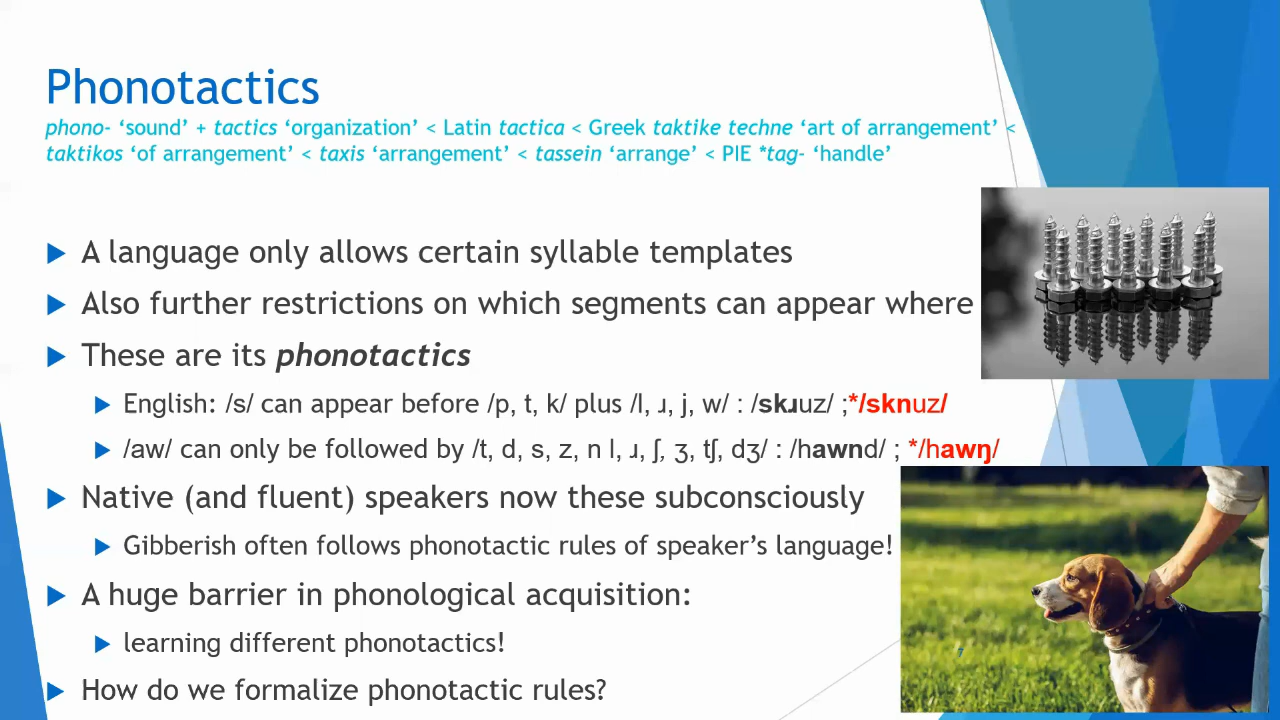 Phonotactics
phono- ‘sound’ + tactics ‘organization’ < Latin tactica < Greek taktike techne ‘art of arrangement’ <
taktikos ‘of arrangement’ < taxis ‘arrangement’ < tassein ‘arrange’ < PIE *tag- ‘handle’
A language only allows certain syllable templates
Also further restrictions on which segments can appear where
These are its phonotactics
English: /s/ can appear before /p, t, k/ plus /l, ɹ, j, w/ : /skɹuz/ ;*/sknuz/
/aw/ can only be followed by /t, d, s, z, n l, ɹ, ʃ, ʒ, tʃ, dʒ/ : /hawnd/ ; */hawŋ/
Native (and fluent) speakers now these subconsciously
Gibberish often follows phonotactic rules of speaker’s language!
A huge barrier in phonological acquisition:
learning different phonotactics!
How do we formalize phonotactic rules?